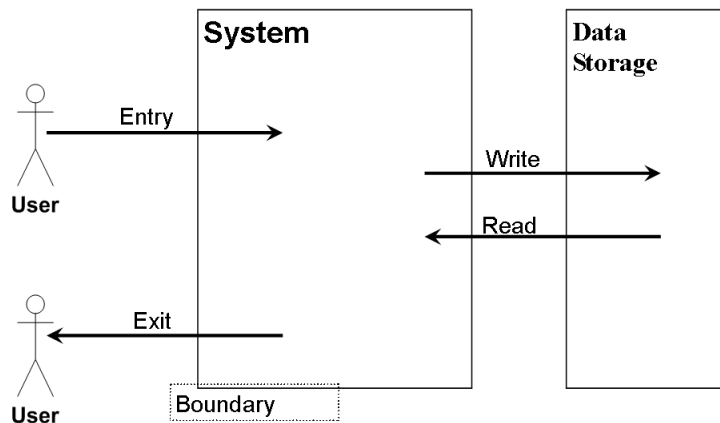 System
Data
Storage
Entry
Write
User
Read
Exit
Boundary
User